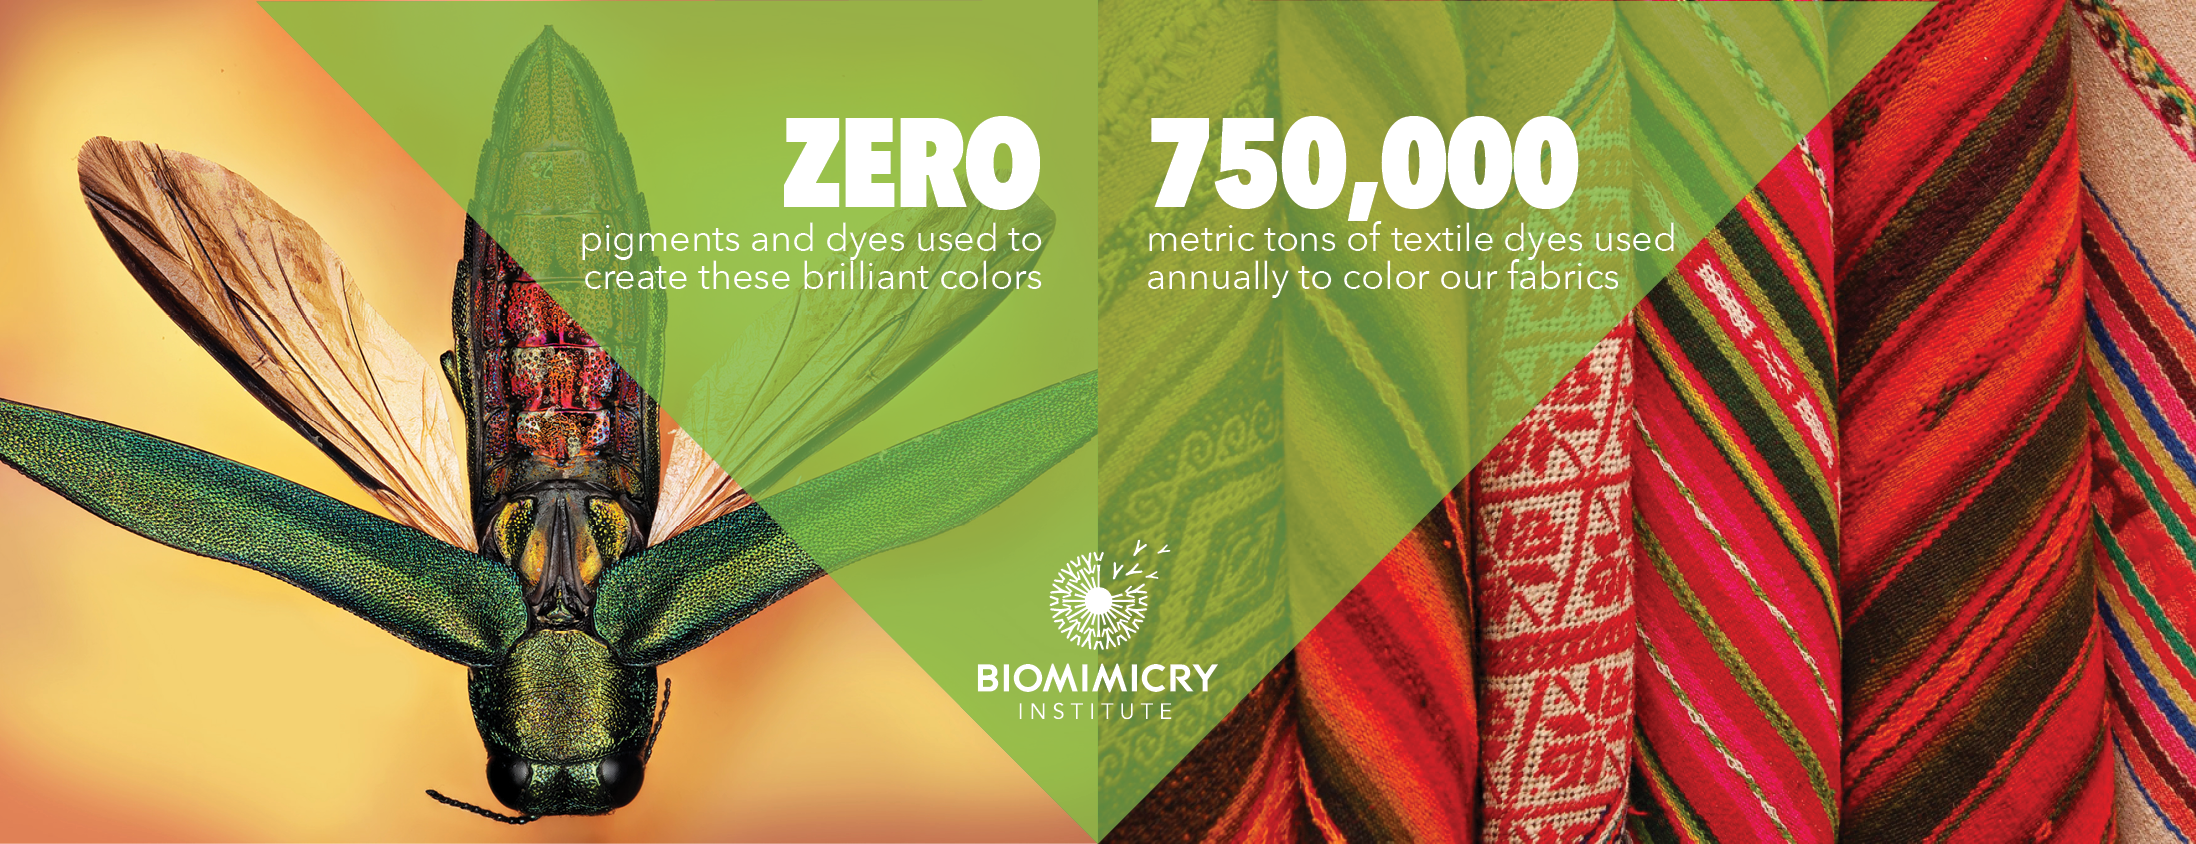 ZERO
pigments and dyes used to
create these brilliant colors
750,000
metric tons of textile dyes used
annually to color our fabrics
BIOMIMICRY
INSTITUTE